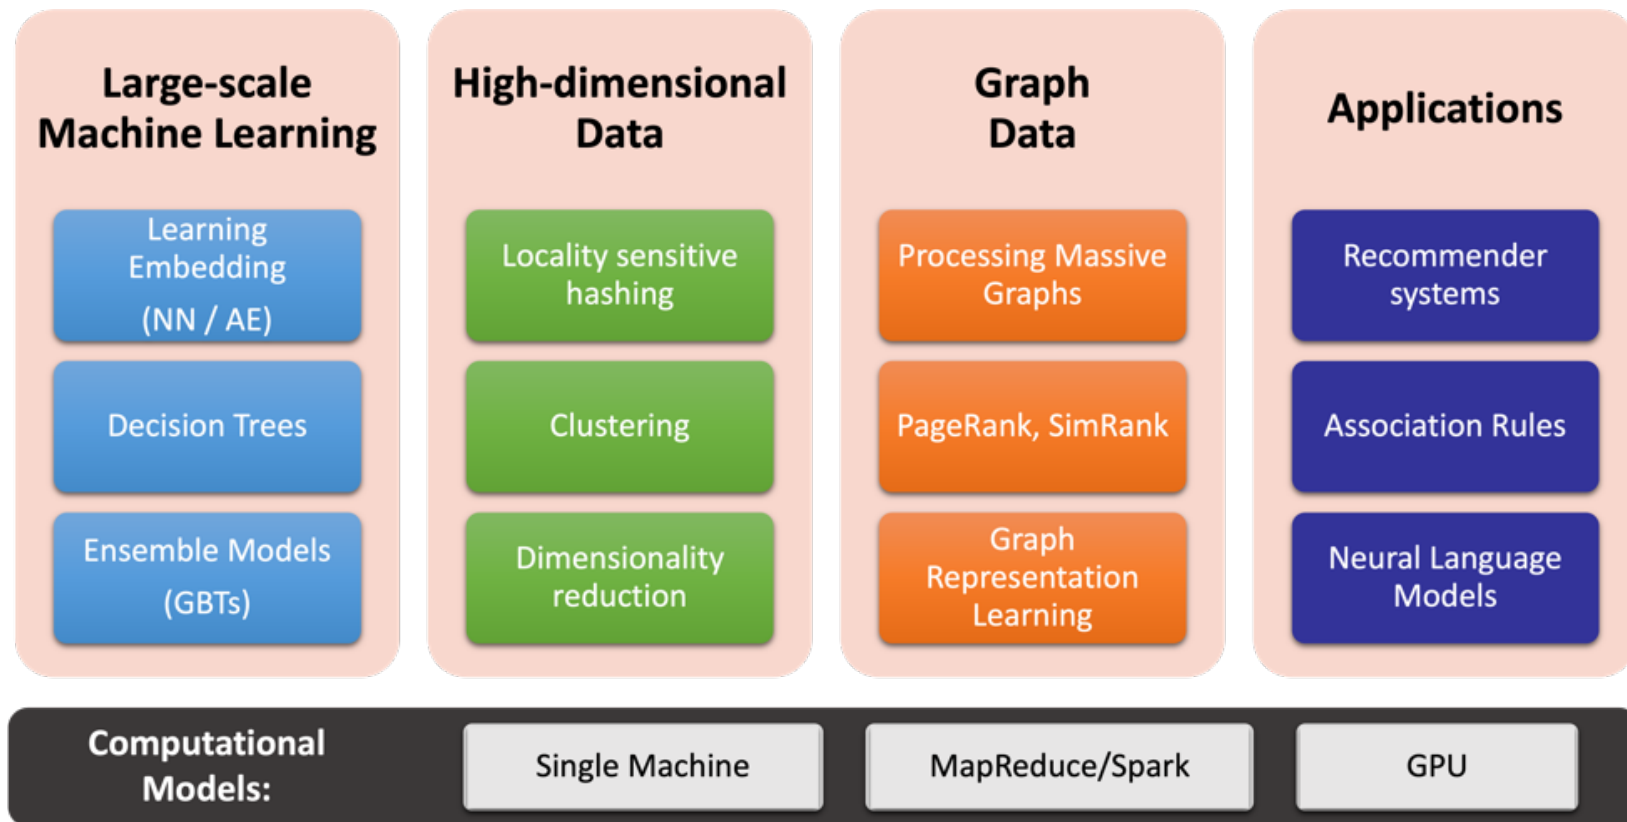 Large-scale
Machine Learning
Learning
Embedding
(NN / AE)
Decision Trees
Ensemble Models
(GBTs)
High-dimensional
Data
Locality sensitive
hashing
Clustering
Dimensionality
reduction
Graph
Data
Processing Massive
Graphs
PageRank, SimRank
Graph
Representation
Learning
Applications
Recommender
systems
Association Rules
Neural Language
Models
Computational
Models:
Single Machine
MapReduce/Spark
GPU